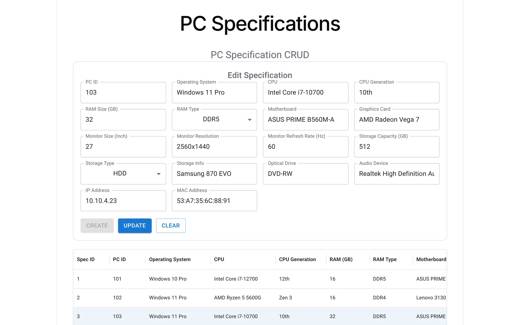 PC Specifications
PC Specification CRUD
Edit Specification
PC ID
103
Operating System
Windows 11 Pro
CPU
Intel Core i7-10700
CPU Generation
10th
RAM Size (GB)
32
RAM Type
DDR5
Motherboard
ASUS PRIME B560M-A
Graphics Card
AMD Radeon Vega 7
Monitor Size (Inch)
27
Monitor Resolution
2560x1440
Monitor Refresh Rate (Hz)
60
Storage Capacity (GB)
512
Storage Type
HDD
Storage Info
Samsung 870 EVO
Optical Drive
DVD-RW
Audio Device
Realtek High Definition Au
IP Address
10.10.4.23
MAC Address
53:A7:35:6C:88:91
CREATE UPDATE CLEAR
Spec ID PC ID Operating System CPU CPU Generation RAM (GB) RAM Type Motherboard
1 101 Windows 10 Pro Intel Core i7-12700 12th 16 DDR5 ASUS PRIME
2 102 Windows 11 Pro AMD Ryzen 5 5600G Zen 3 16 DDR4 Lenovo 3130
3 103 Windows 11 Pro Intel Core i7-10700 10th 32 DDR5 ASUS PRIME